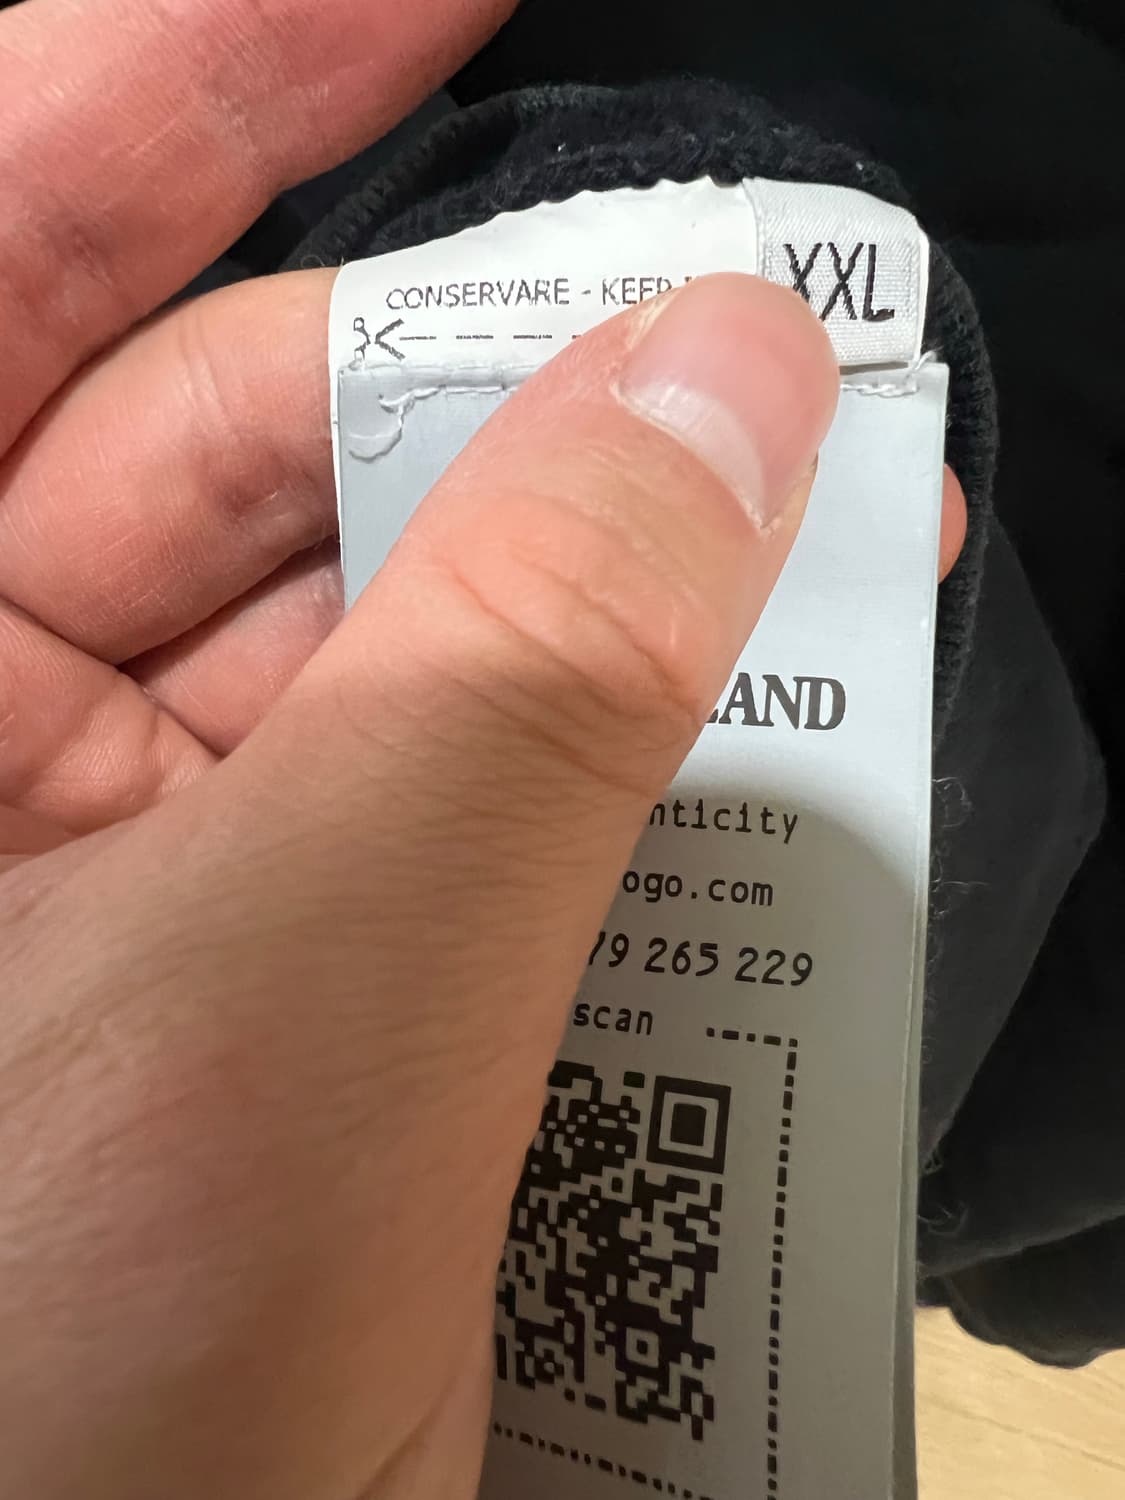 XXL
CONSERVARE - KEEP
LAND
nticity
ogo.com
79 265 229
scan